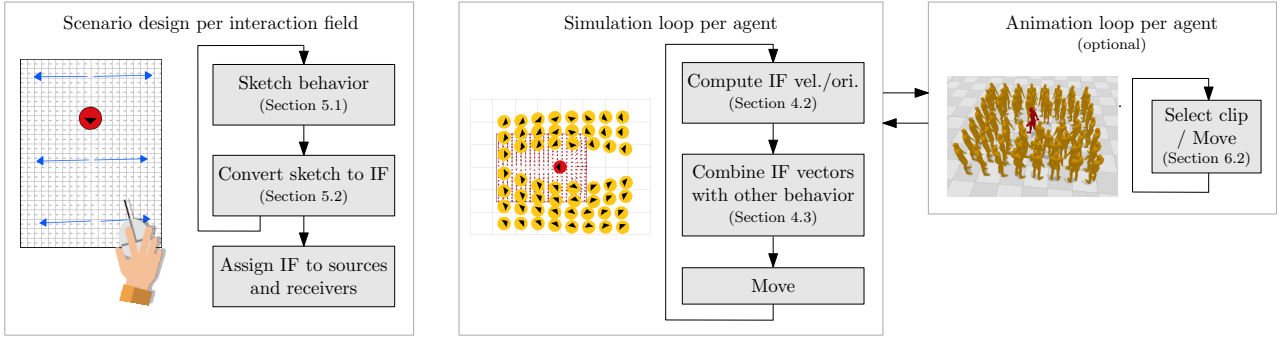 Scenario design per interaction field
Sketch behavior
(Section 5.1)
Convert sketch to IF
(Section 5.2)
Assign IF to sources
and receivers
Simulation loop per agent
Compute IF vel./ori.
(Section 4.2)
Combine IF vectors
with other behavior
(Section 4.3)
Move
Animation loop per agent
(optional)
Select clip
/ Move
(Section 6.2)